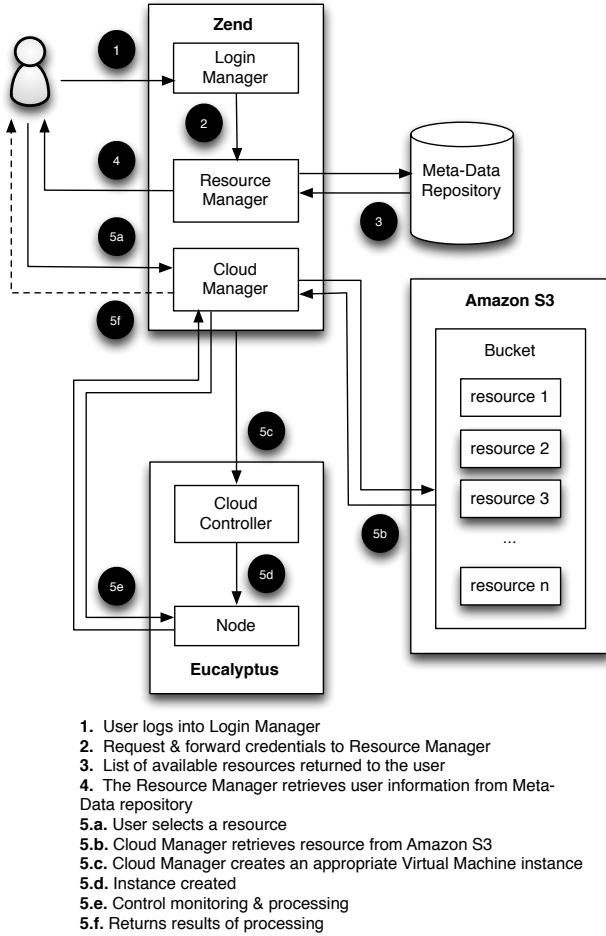 Zend
1
Login
Manager
2
4
Resource
Manager
Meta-Data
Repository
3
5a
Cloud
Manager
5f
Amazon S3
Bucket
resource 1
resource 2
resource 3
...
resource n
5c
5b
Cloud
Controller
5d
5e
Node
Eucalyptus
1. User logs into Login Manager
2. Request & forward credentials to Resource Manager
3. List of available resources returned to the user
4. The Resource Manager retrieves user information from Meta-
Data repository
5.a. User selects a resource
5.b. Cloud Manager retrieves resource from Amazon S3
5.c. Cloud Manager creates an appropriate Virtual Machine instance
5.d. Instance created
5.e. Control monitoring & processing
5.f. Returns results of processing